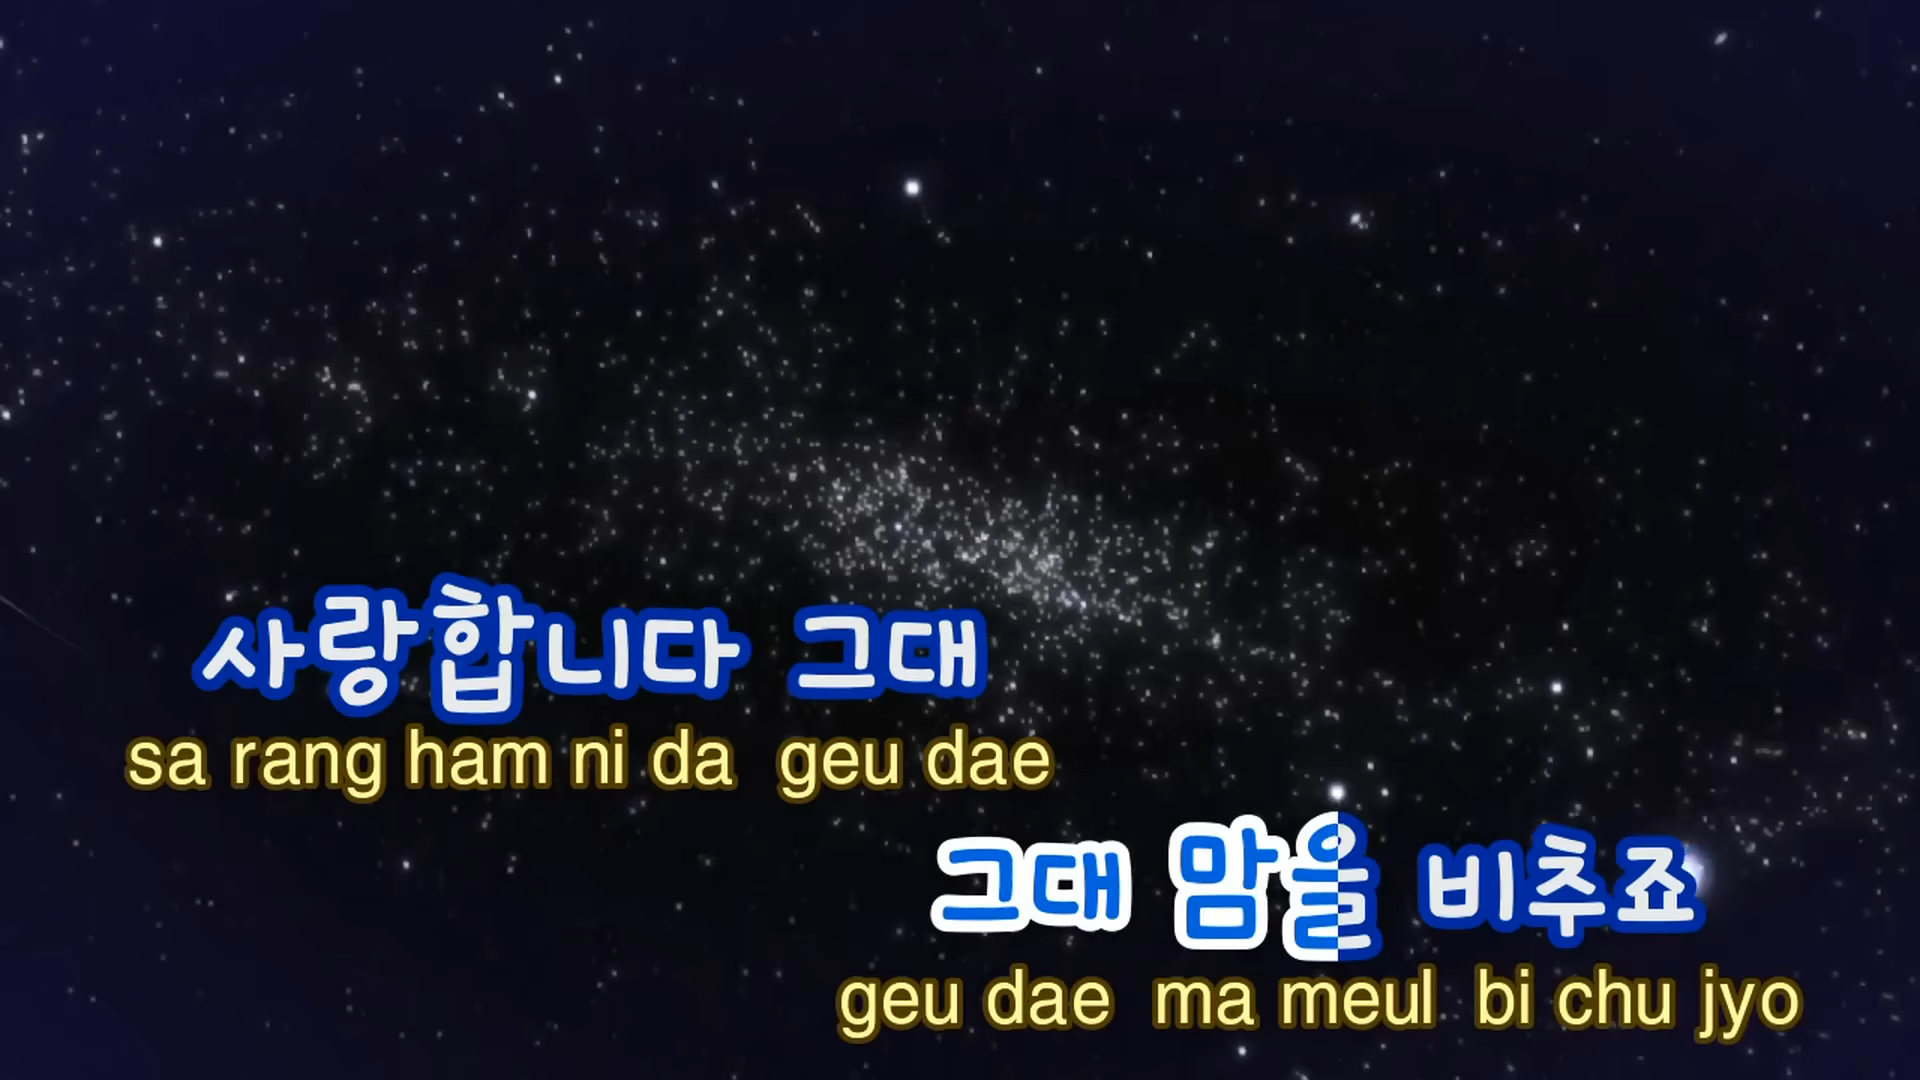 사랑합니다 그대
sa rang ham ni da geu dae
그대 맘을 비추죠
geu dae ma meul bi chu jyo